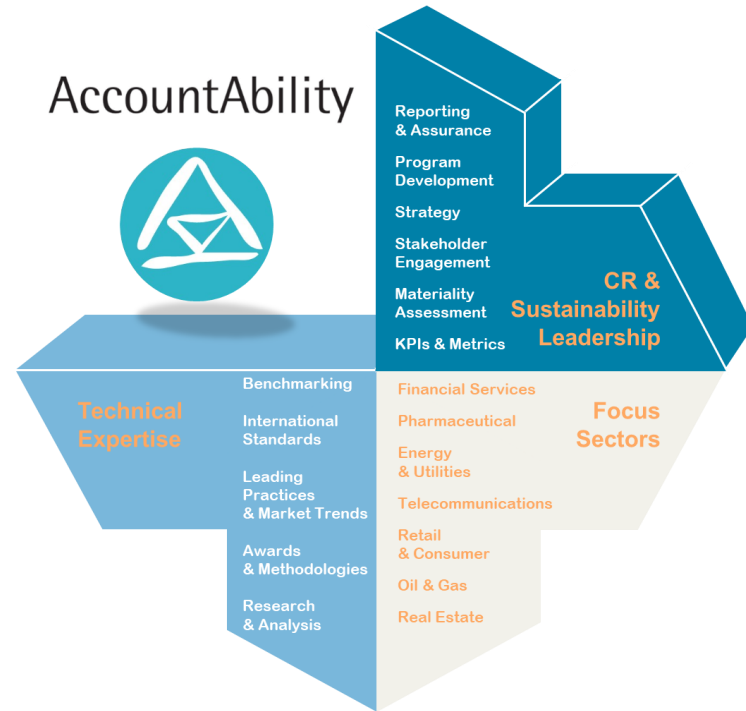 AccountAbility
Reporting
& Assurance
Program
Development
Strategy
Stakeholder
Engagement
Materiality
Assessment
KPIs & Metrics
CR &
Sustainability
Leadership
Technical
Expertise
Benchmarking
International
Standards
Leading
Practices
& Market Trends
Awards
& Methodologies
Research
& Analysis
Financial Services
Pharmaceutical
Energy
& Utilities
Telecommunications
Retail
& Consumer
Oil & Gas
Real Estate
Focus
Sectors